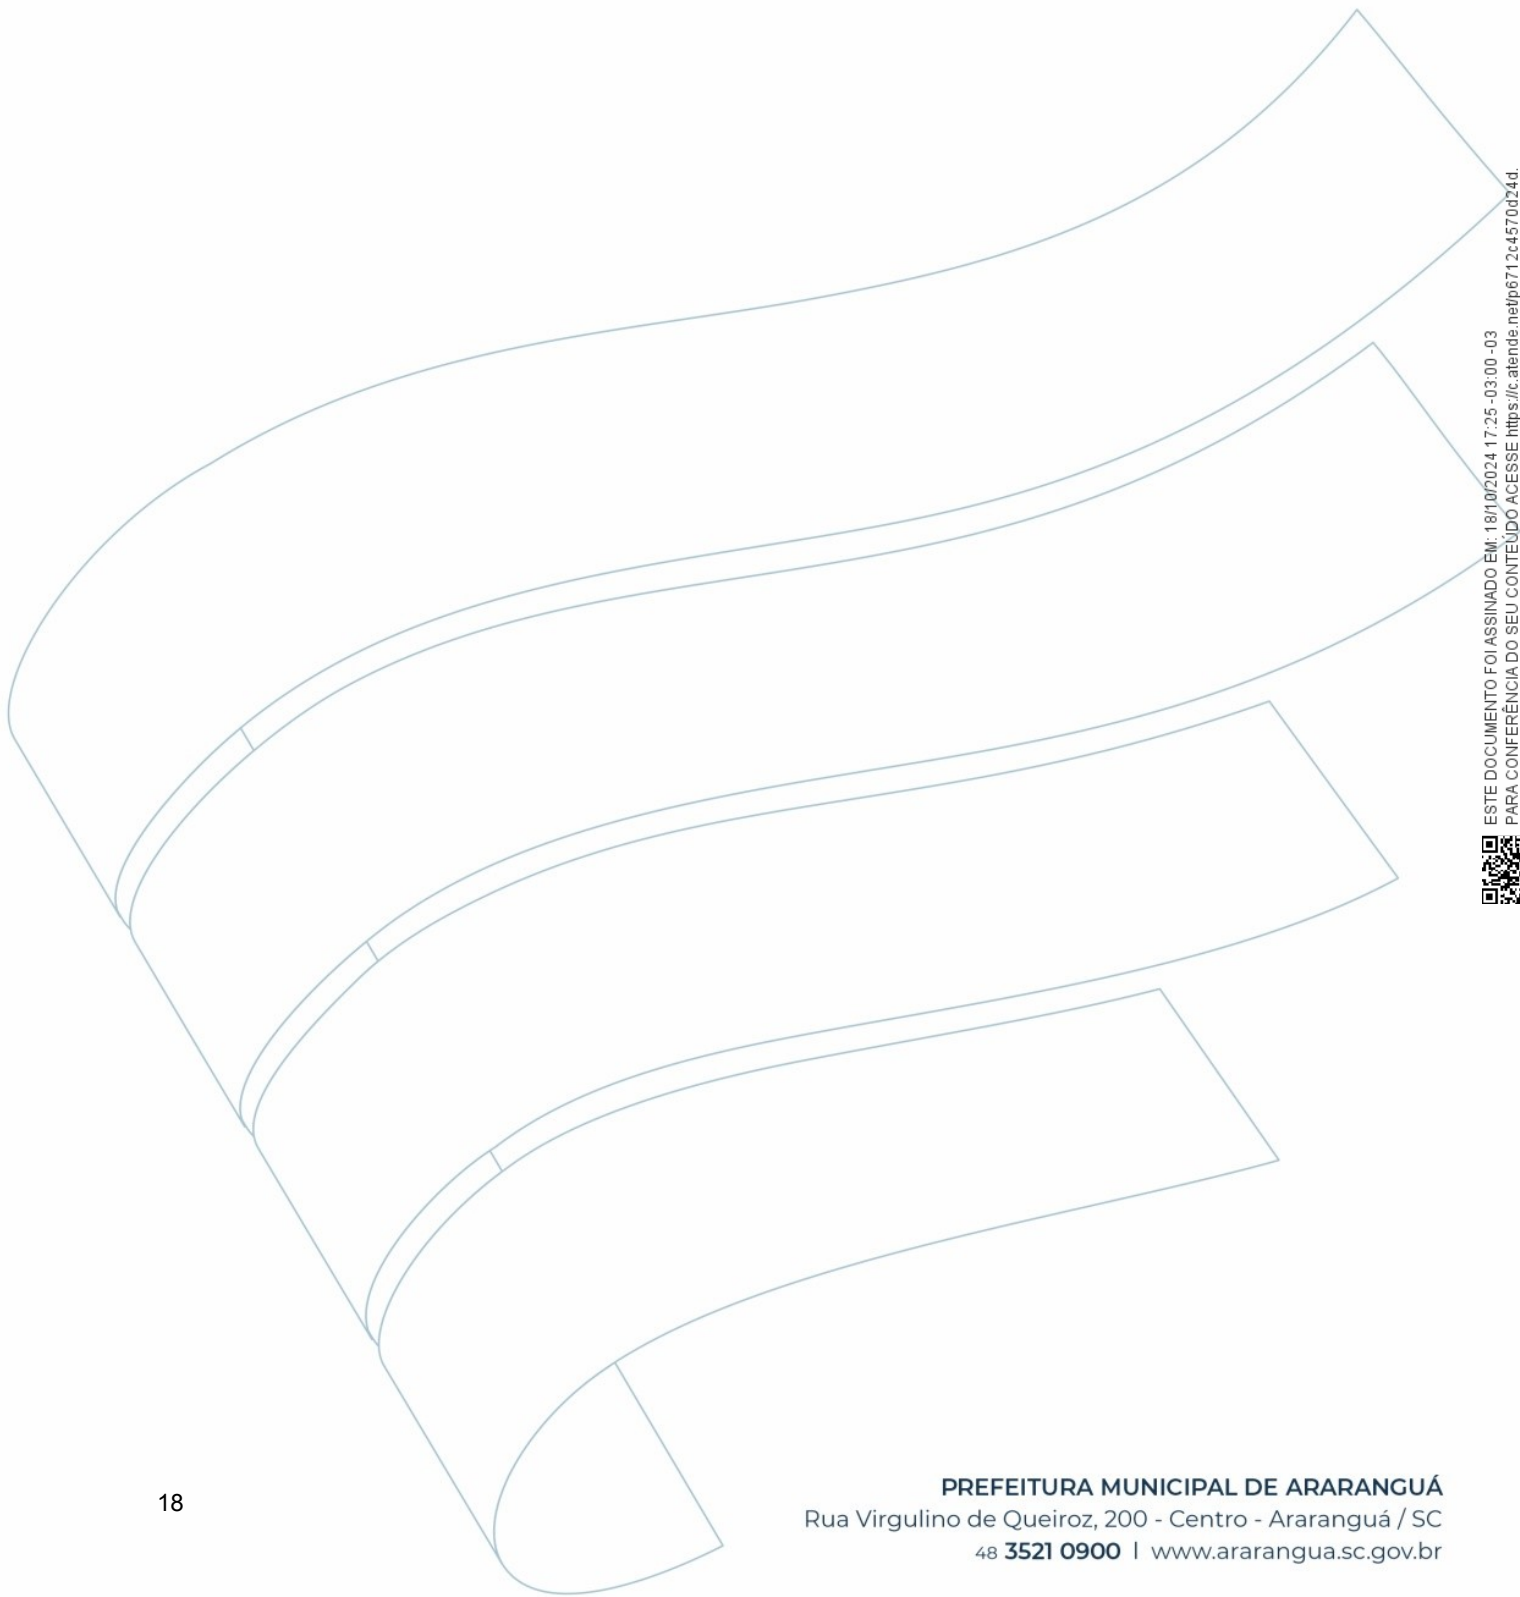 ESTE DOCUMENTO FOI ASSINADO EM: 18/10/2024 17:25 -03:00 -03
PARA CONFERÊNCIA DO SEU CONTEÚDO ACESSE https://c.atende.net/p6712c4570d24d.
18
PREFEITURA MUNICIPAL DE ARARANGUÁ
Rua Virgulino de Queiroz, 200 - Centro - Araranguá / SC
48 3521 0900 | www.ararangua.sc.gov.br